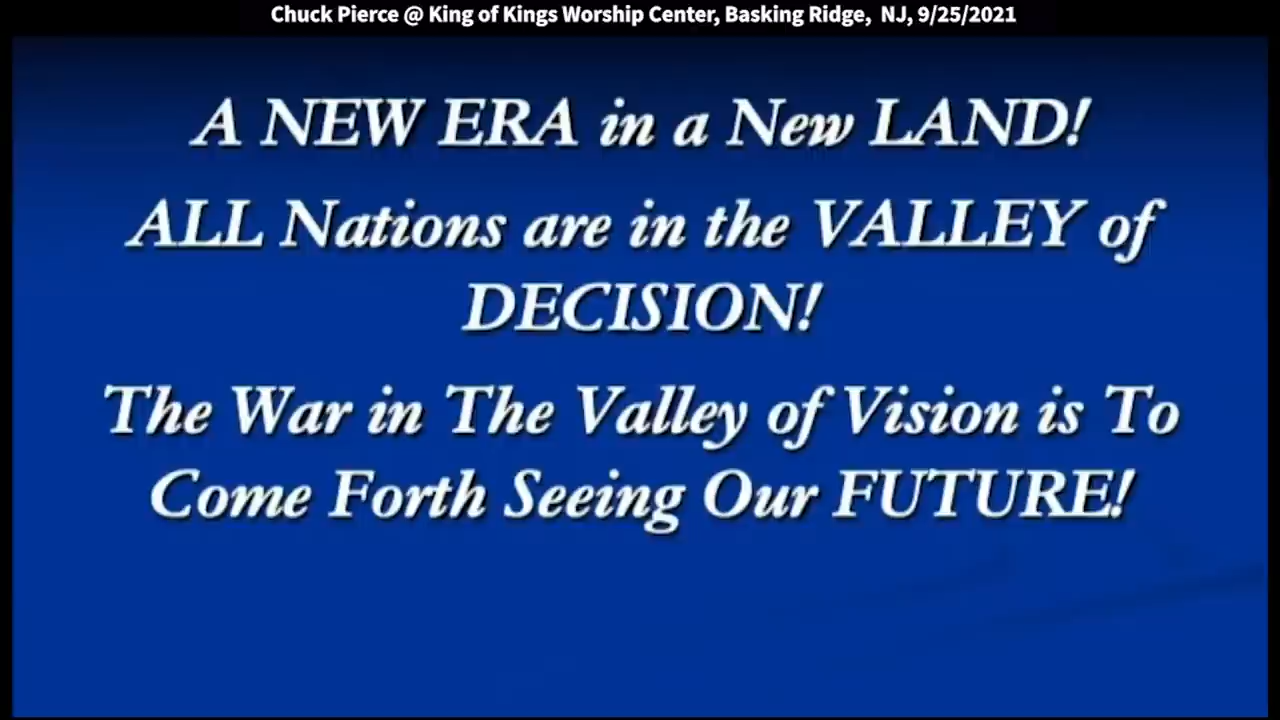 Chuck Pierce @ King of Kings Worship Center, Basking Ridge, NJ, 9/25/2021
A NEW ERA in a New LAND!
ALL Nations are in the VALLEY of
DECISION!
The War in The Valley of Vision is To
Come Forth Seeing Our FUTURE!